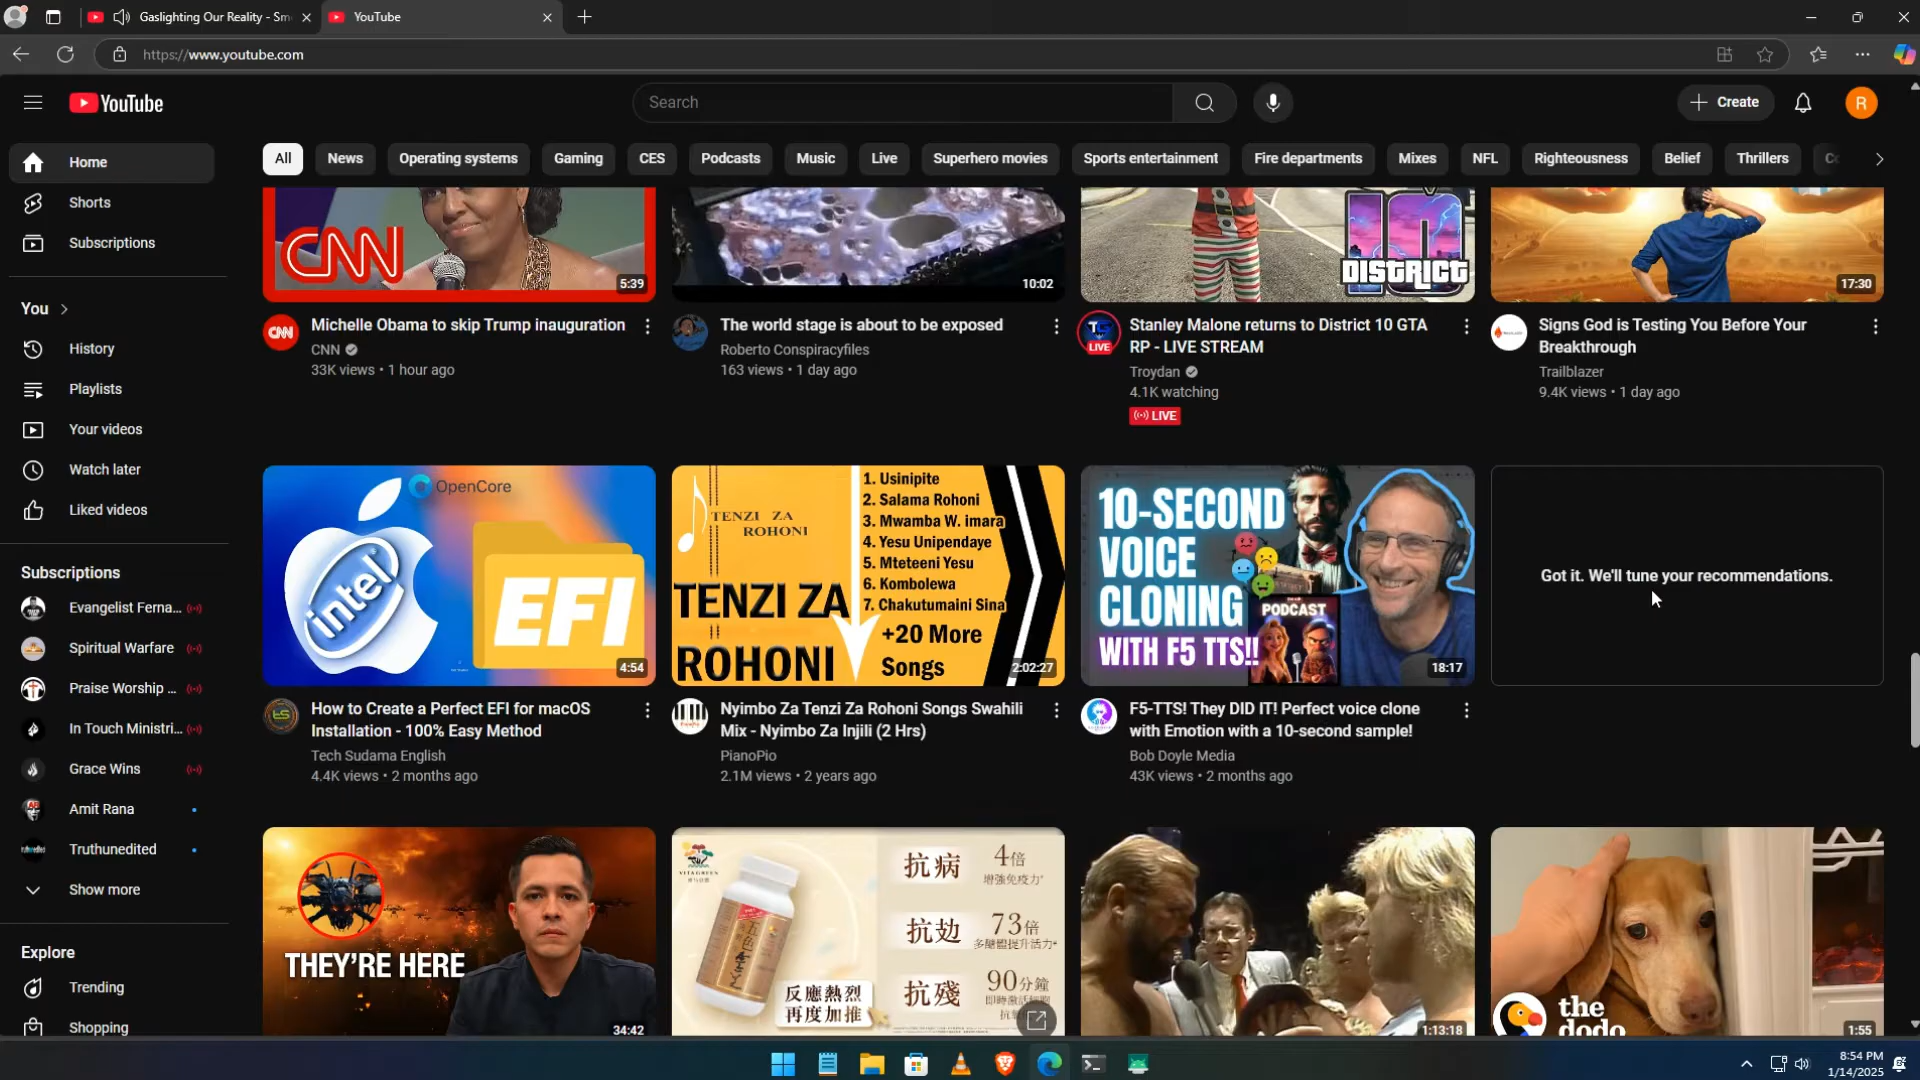 Gaslighting Our Reality - Sm
YouTube
https://www.youtube.com
YouTube
Search
Create
R
Home
Shorts
Subscriptions
You
History
Playlists
Your videos
Watch later
Liked videos
Subscriptions
Evangelist Ferna...
Spiritual Warfare
Praise Worship ...
In Touch Ministri...
Grace Wins
Amit Rana
Truthunedited
Show more
Explore
Trending
Shopping
All
News
Operating systems
Gaming
CES
Podcasts
Music
Live
Superhero movies
Sports entertainment
Fire departments
Mixes
NFL
Righteousness
Belief
Thrillers
CNN
5:39
10:02
10
DISTRICT
17:30
CNN
Michelle Obama to skip Trump inauguration
CNN
33K views • 1 hour ago
The world stage is about to be exposed
Roberto Conspiracyfiles
163 views • 1 day ago
LIVE
Stanley Malone returns to District 10 GTA
RP - LIVE STREAM
Troydan
4.1K watching
LIVE
Signs God is Testing You Before Your
Breakthrough
Trailblazer
9.4K views • 1 day ago
OpenCore
intel
EFI
4:54
TENZI ZA
ROHONI
TENZI ZA
ROHONI
1. Usinipite
2. Salama Rohoni
3. Mwamba W. imara
4. Yesu Unipendaye
5. Mteteeni Yesu
6. Kombolewa
7. Chakutumaini Sina
+20 More
Songs
2:02:27
10-SECOND
VOICE
CLONING
WITH F5 TTS!!
PODCAST
18:17
Got it. We'll tune your recommendations.
How to Create a Perfect EFI for macOS
Installation - 100% Easy Method
Tech Sudama English
4.4K views • 2 months ago
Nyimbo Za Tenzi Za Rohoni Songs Swahili
Mix - Nyimbo Za Injili (2 Hrs)
PianoPio
2.1M views • 2 years ago
F5-TTS! They DID IT! Perfect voice clone
with Emotion with a 10-second sample!
Bob Doyle Media
43K views • 2 months ago
THEY'RE HERE
34:42
VITAGREEN
抗病
4倍
增強免疫力
73倍
抗殘
90分鐘
反應熱烈
再度加推
1:13:18
the
dodo
1:55
8:54 PM
1/14/2025